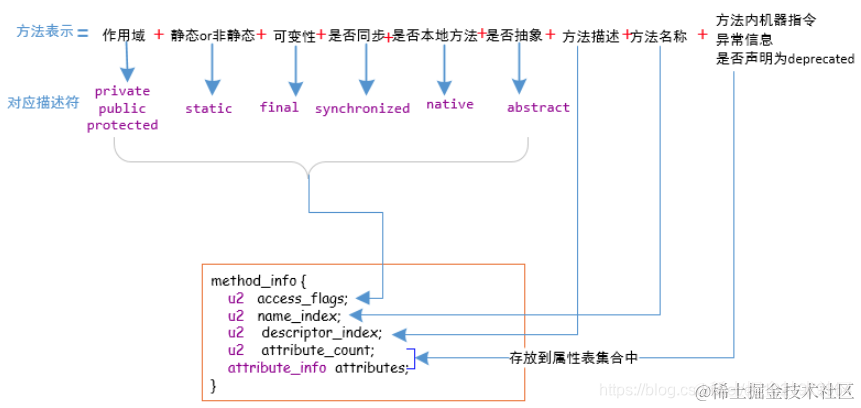 方法表示 = 作用域 + 静态or非静态 + 可变性 + 是否同步 + 是否本地方法 + 是否抽象 + 方法描述 + 方法名称 + 方法内机器指令
异常信息
是否声明为deprecated
对应描述符 private static final synchronized native abstract
public
protected
method_info {
u2 access_flags;
u2 name_index;
u2 descriptor_index;
u2 attribute_count;
attribute_info attributes;
}
存放到属性表集合中
https://blog.cs
@稀土掘金技术社区